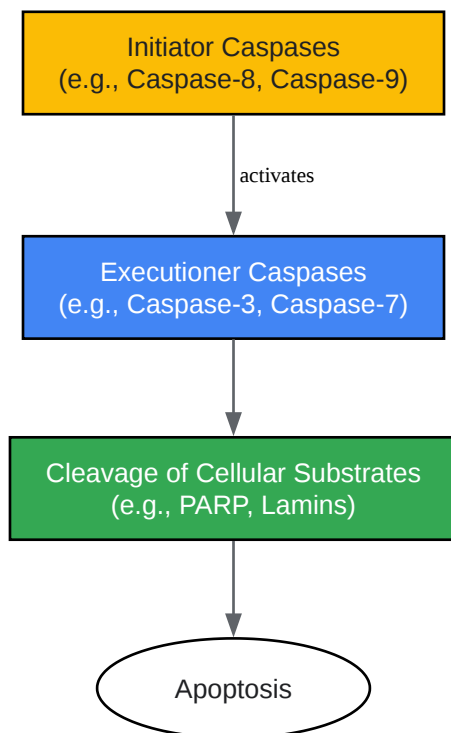 Initiator Caspases
(e.g., Caspase-8, Caspase-9)
activates
Executioner Caspases
(e.g., Caspase-3, Caspase-7)
Cleavage of Cellular Substrates
(e.g., PARP, Lamins)
Apoptosis